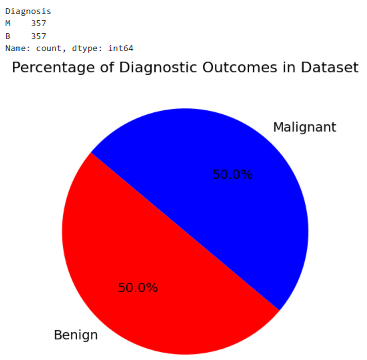 Diagnosis
M    357
B    357
Name: count, dtype: int64
Percentage of Diagnostic Outcomes in Dataset
Malignant
50.0%
50.0%
Benign